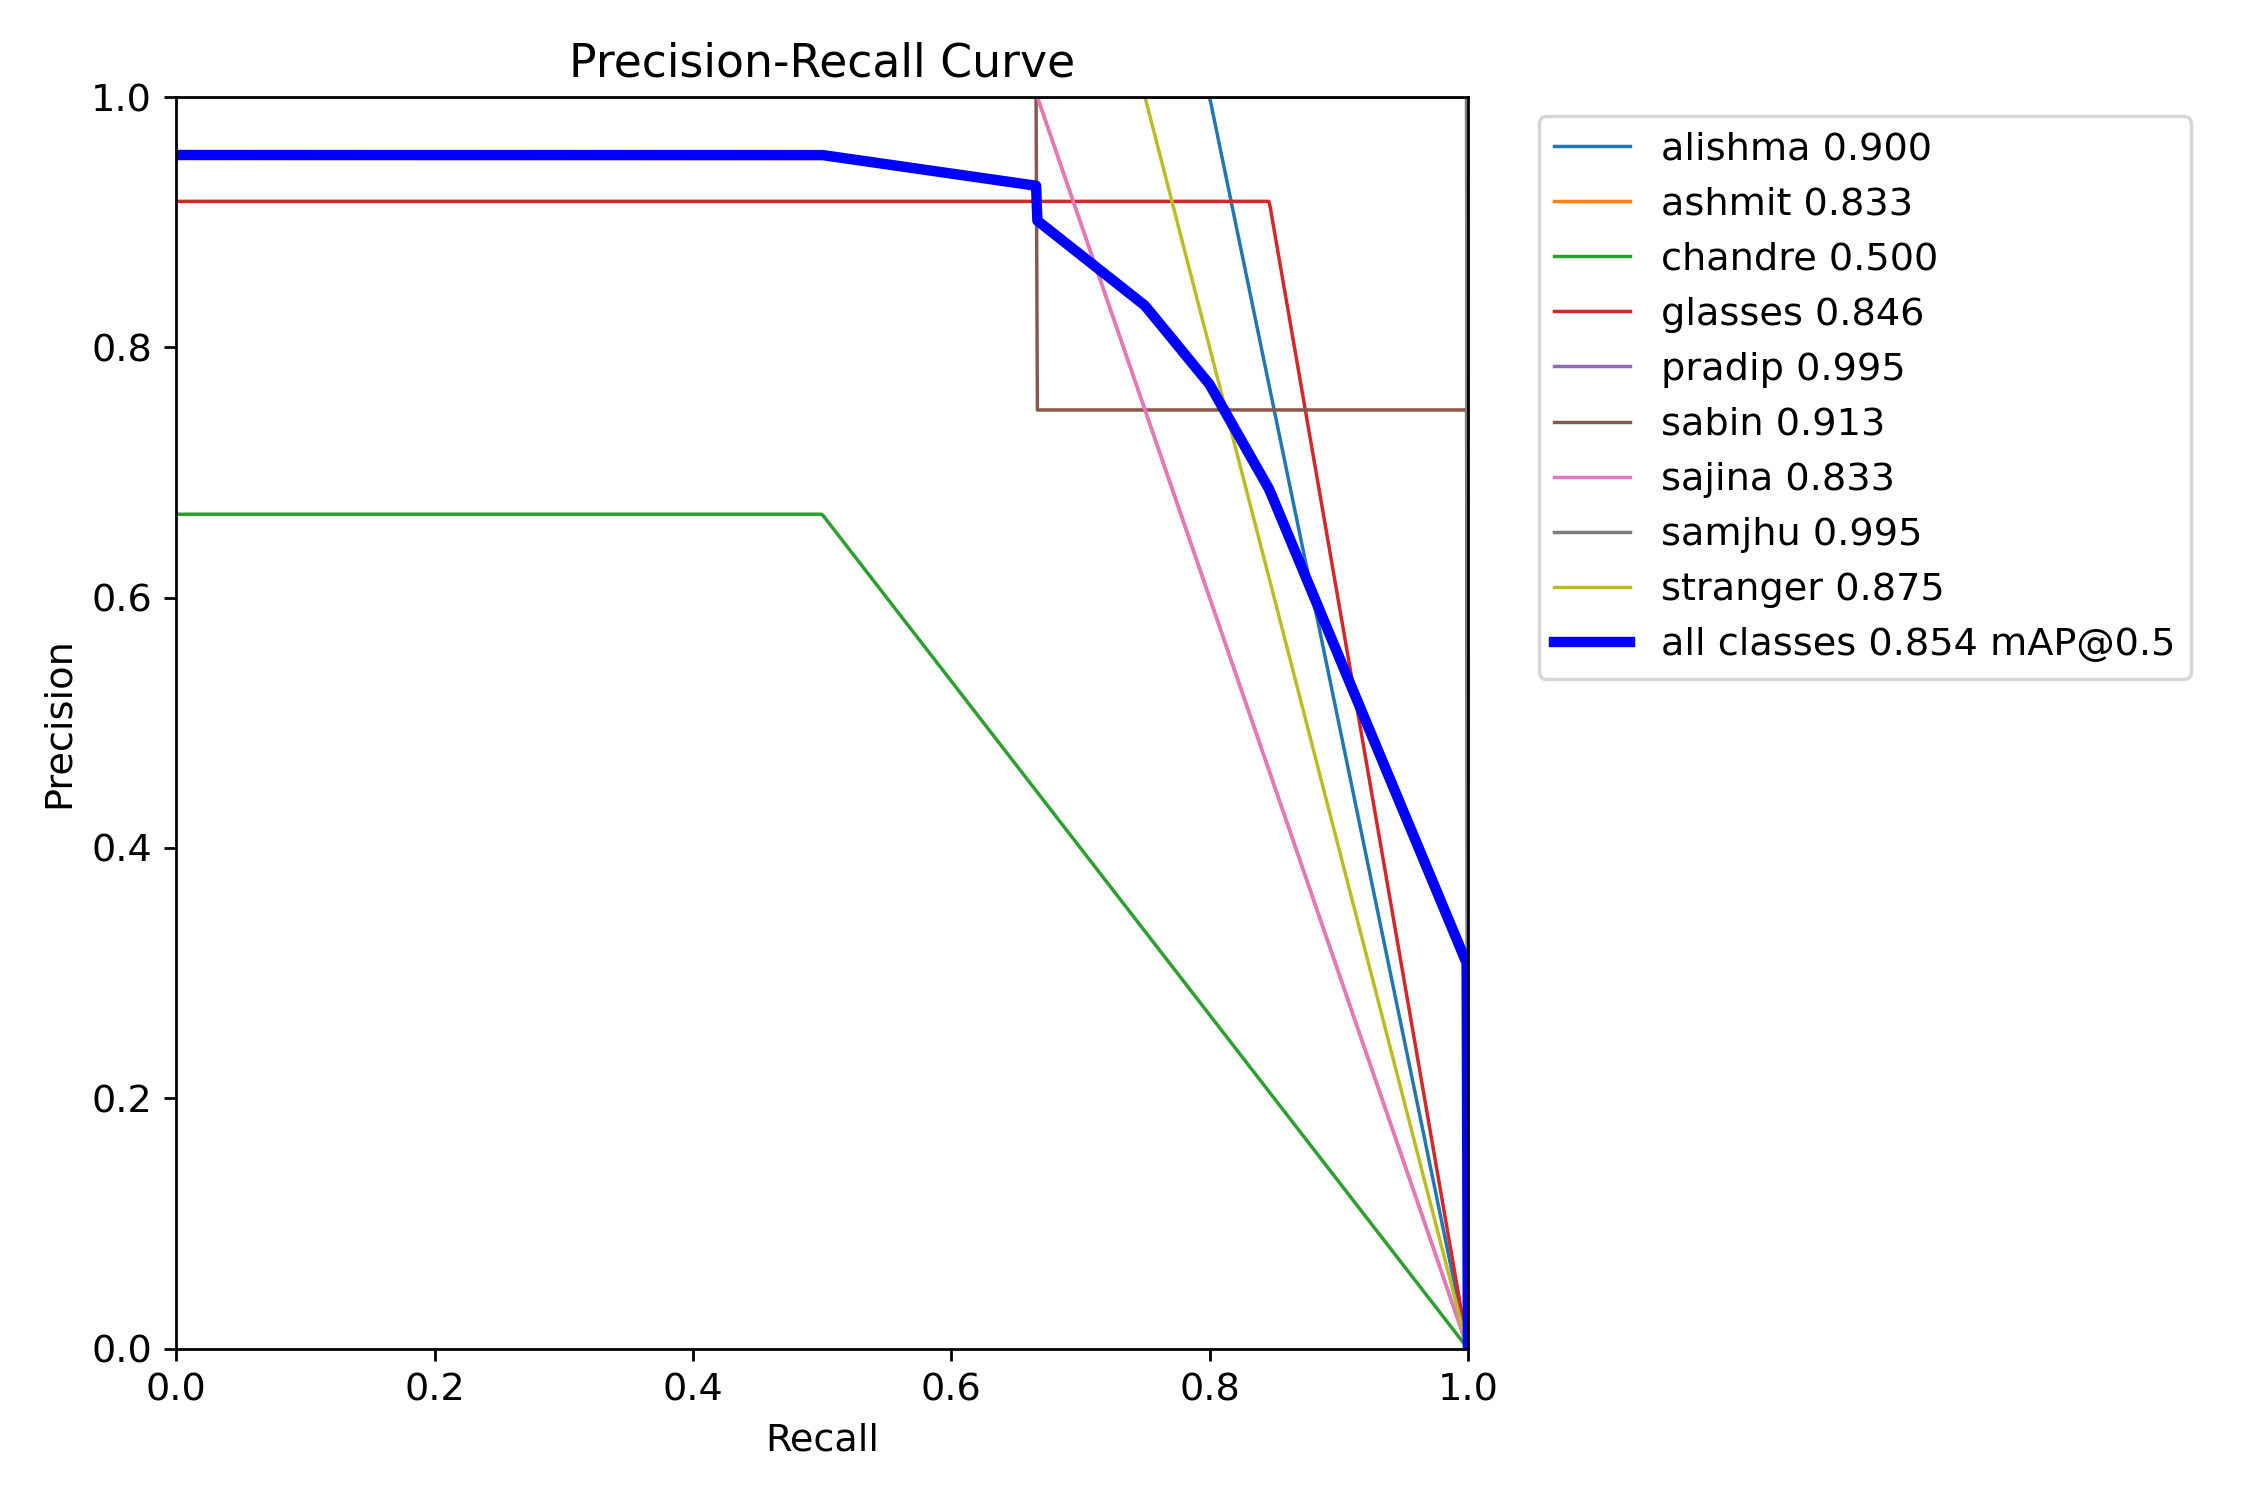 Precision-Recall Curve
1.0
0.8
0.6
0.4
0.2
0.0
Precision
0.0 0.2 0.4 0.6 0.8 1.0
Recall
alishma 0.900
ashmit 0.833
chandre 0.500
glasses 0.846
pradip 0.995
sabin 0.913
sajina 0.833
samjhu 0.995
stranger 0.875
all classes 0.854 mAP@0.5